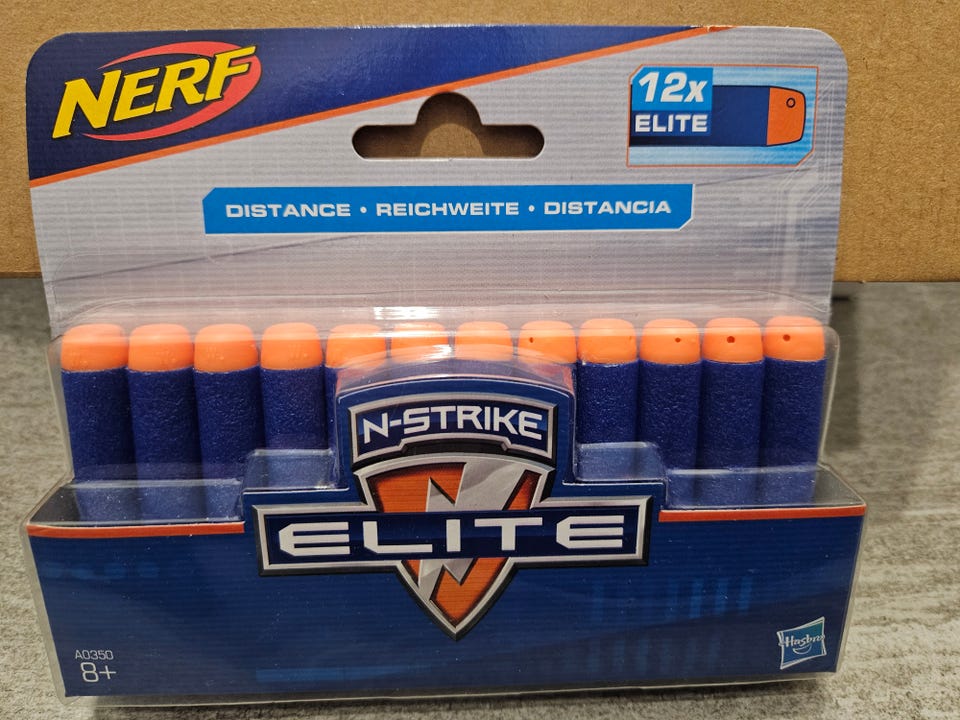 NERF
12x
ELITE
DISTANCE • REICHWEITE • DISTANCIA
N-STRIKE
ELITE
A0350
8+
Hasbro